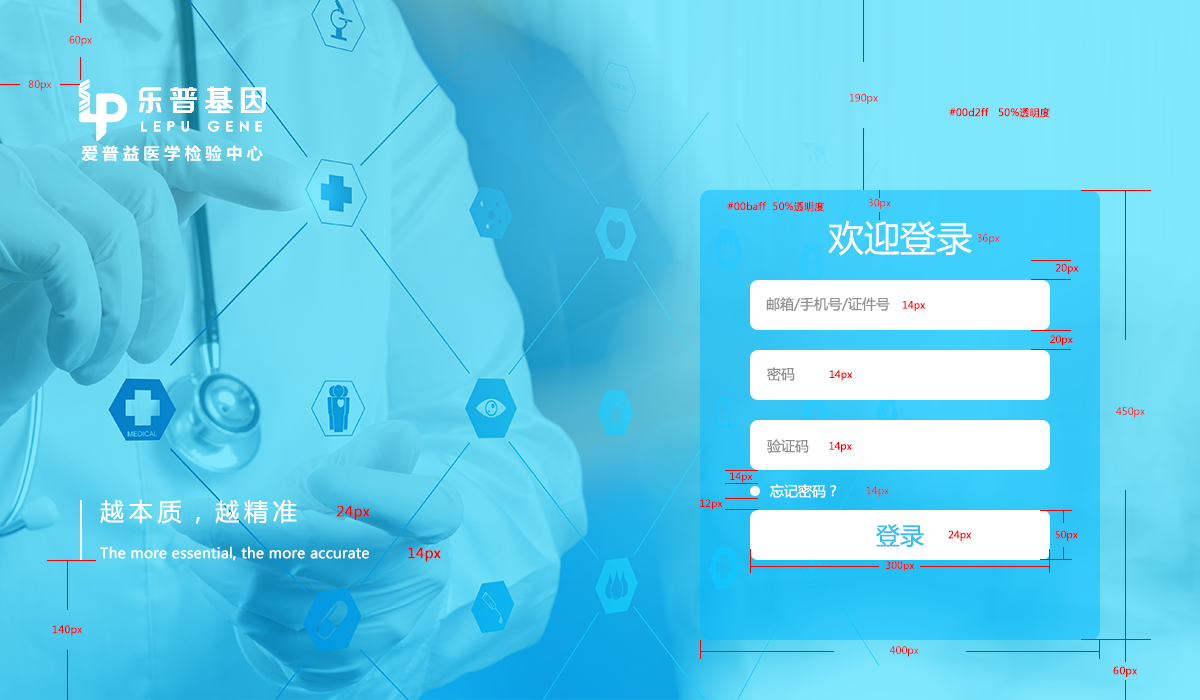 60px
80px
乐普基因
LEPU GENE
爱普益医学检验中心
190px
#00d2ff 50%透明度
#00baff 50%透明度
30px
欢迎登录 36px
20px
邮箱/手机号/证件号 14px
20px
密码 14px
450px
验证码 14px
14px
忘记密码？ 14px
12px
登录 24px
50px
300px
越本质，越精准 24px
The more essential, the more accurate 14px
MEDICAL
140px
400px
60px